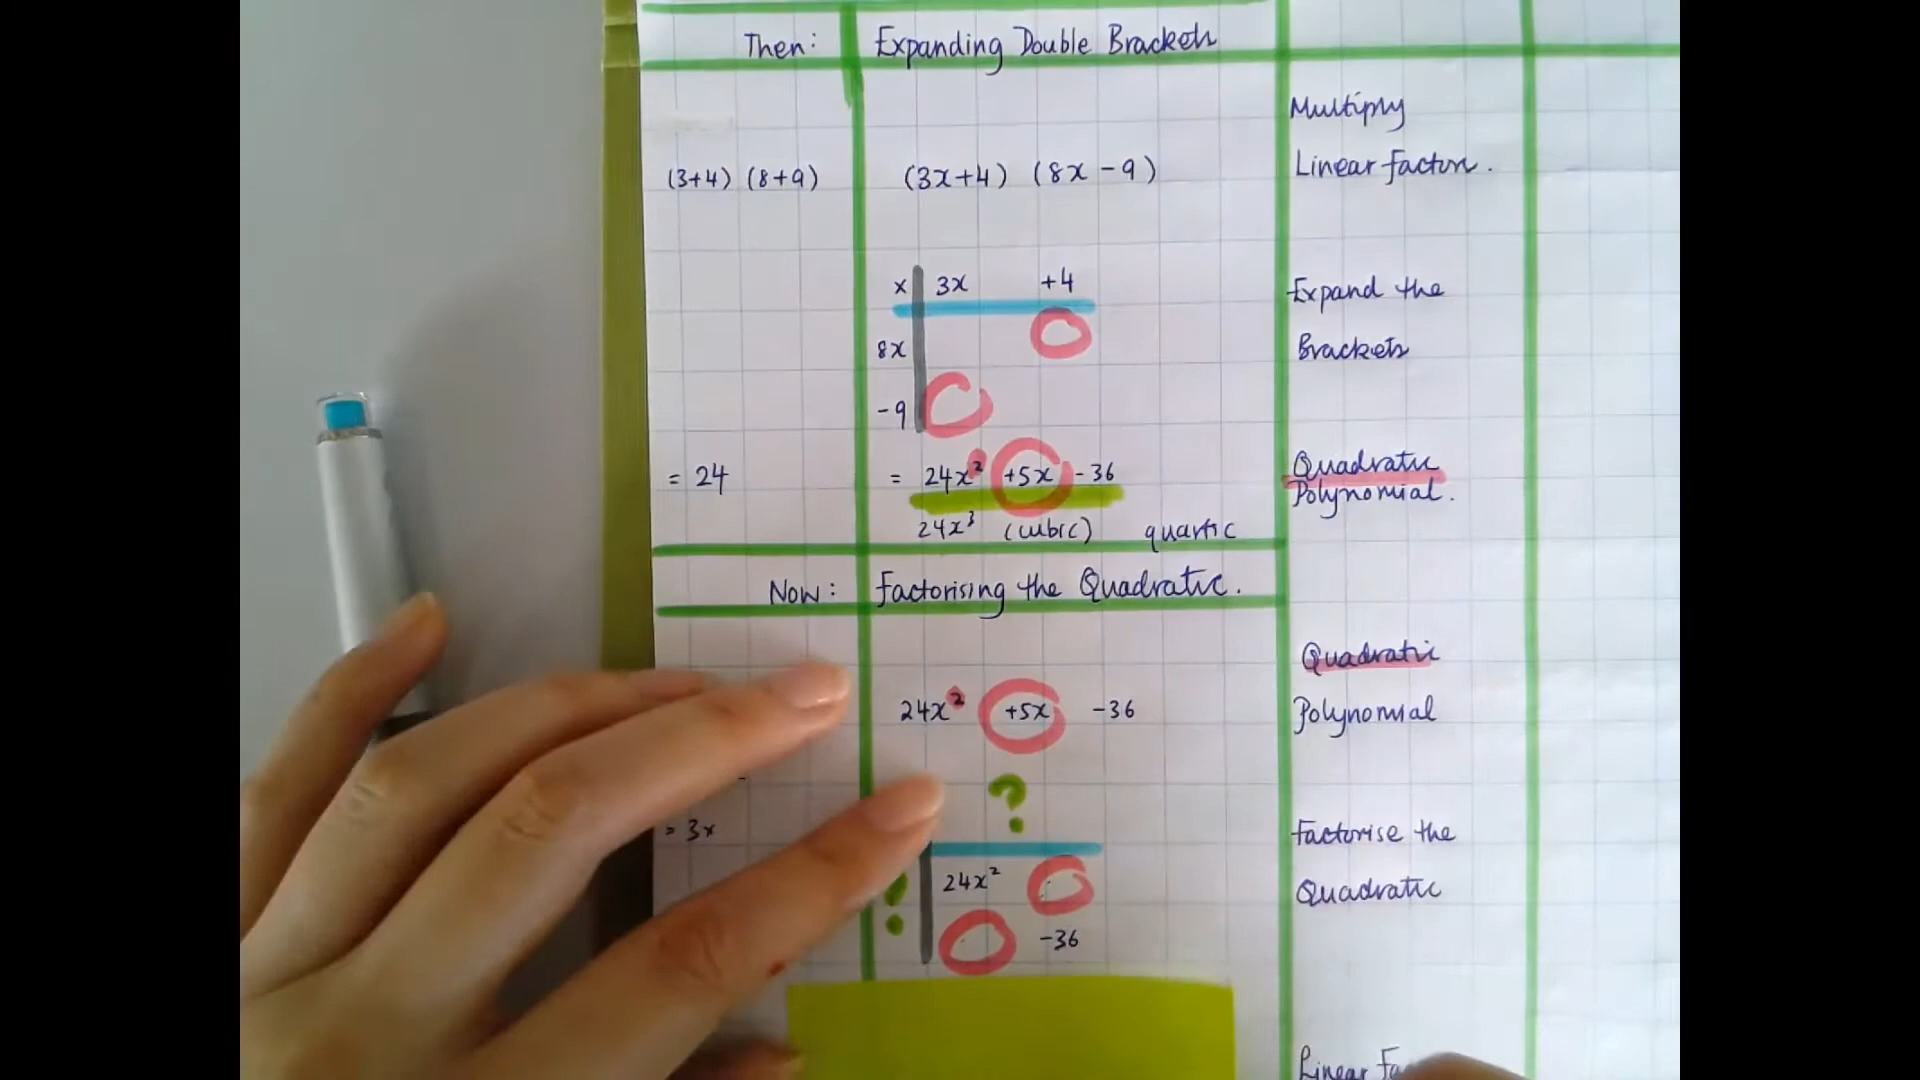 Then: Expanding Double Brackets
Multiply
(3+4) (8+9) (3x+4) (8x-9) Linear factors.
x 3x +4
Expand the
8x
Brackets
-9
= 24 = 24x² +5x -36 Quadratic
Polynomial.
24x³ (cubic) quartic
Now: Factorising the Quadratic.
Quadratic
24x² +5x -36 Polynomial
?
= 3x Factorise the
? 24x² Quadratic
-36
Linear